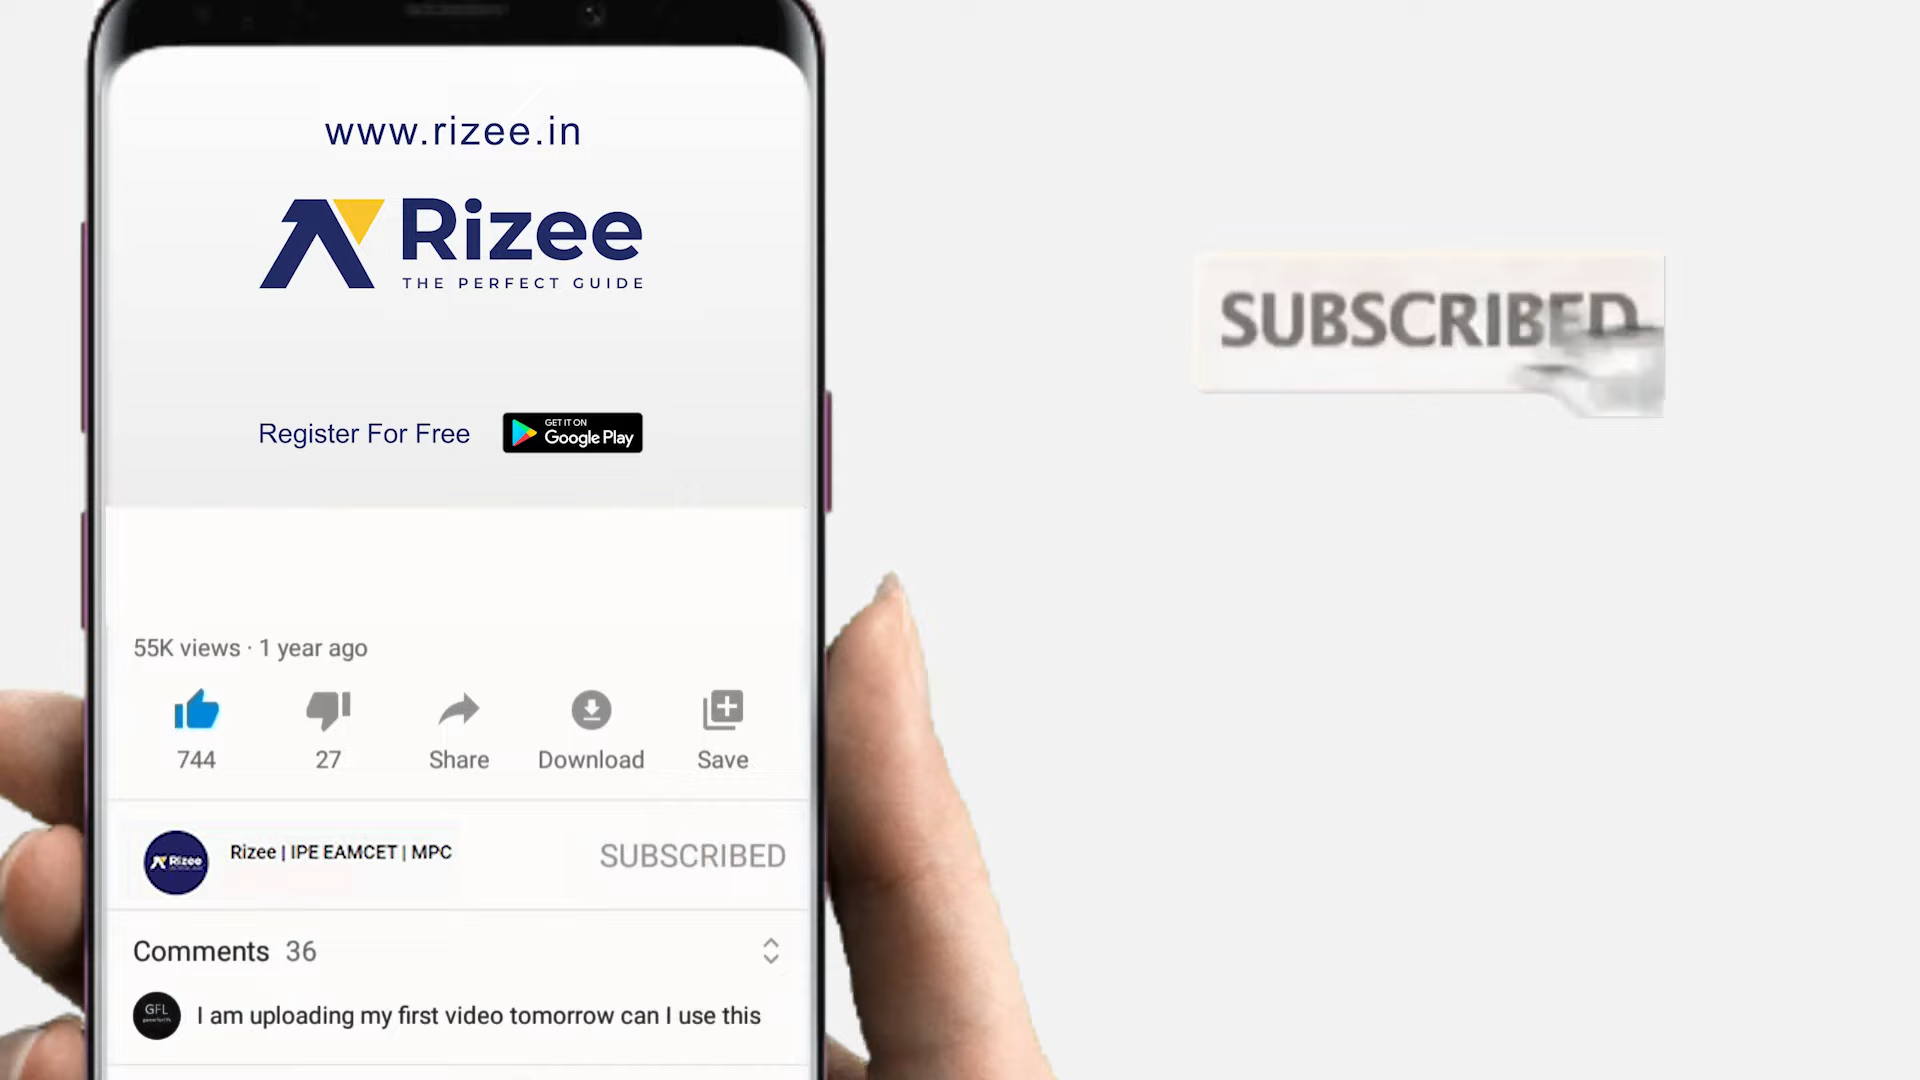 www.rizee.in
Rizee
THE PERFECT GUIDE
Register For Free
GET IT ON
Google Play
SUBSCRIBED
55K views · 1 year ago
744
27
Share
Download
Save
Rizee
Rizee | IPE EAMCET | MPC
SUBSCRIBED
Comments 36
GFL
I am uploading my first video tomorrow can I use this